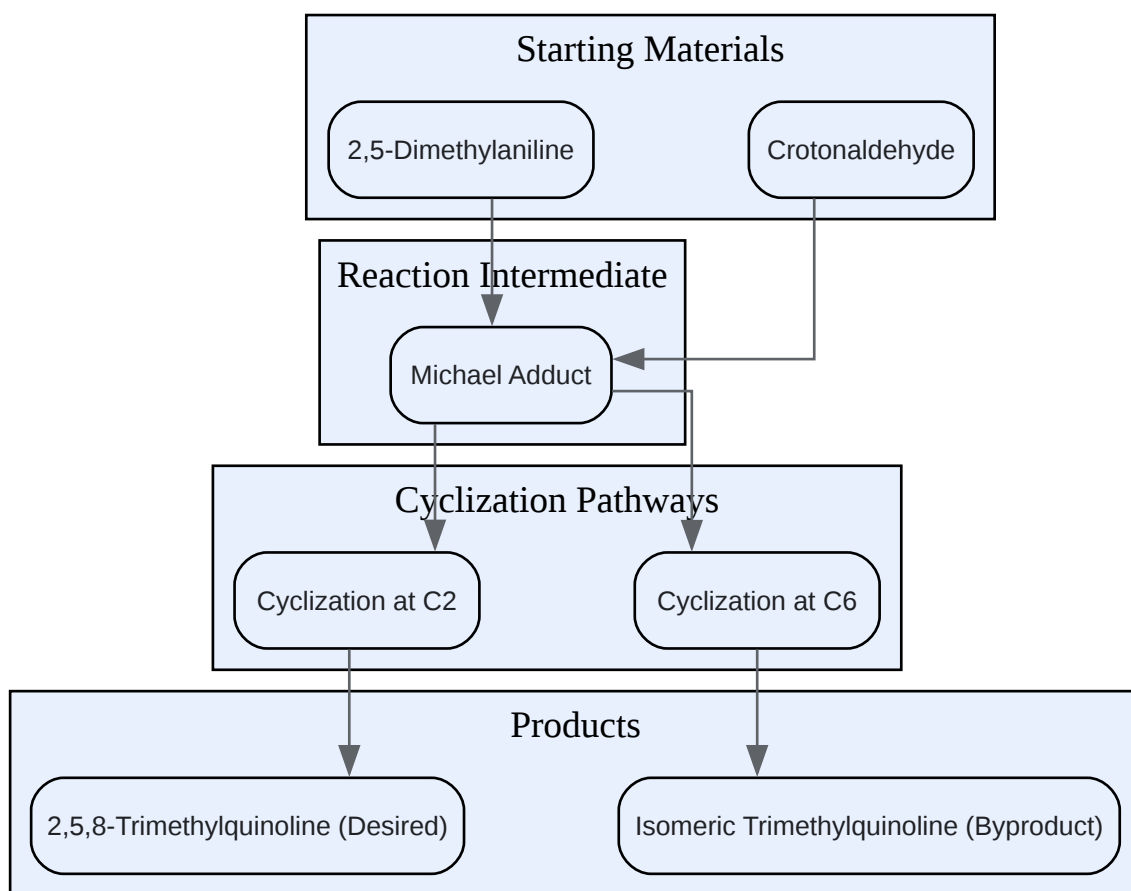 Starting Materials
2,5-Dimethylaniline
Crotonaldehyde
Reaction Intermediate
Michael Adduct
Cyclization Pathways
Cyclization at C2
Cyclization at C6
Products
2,5,8-Trimethylquinoline (Desired)
Isomeric Trimethylquinoline (Byproduct)